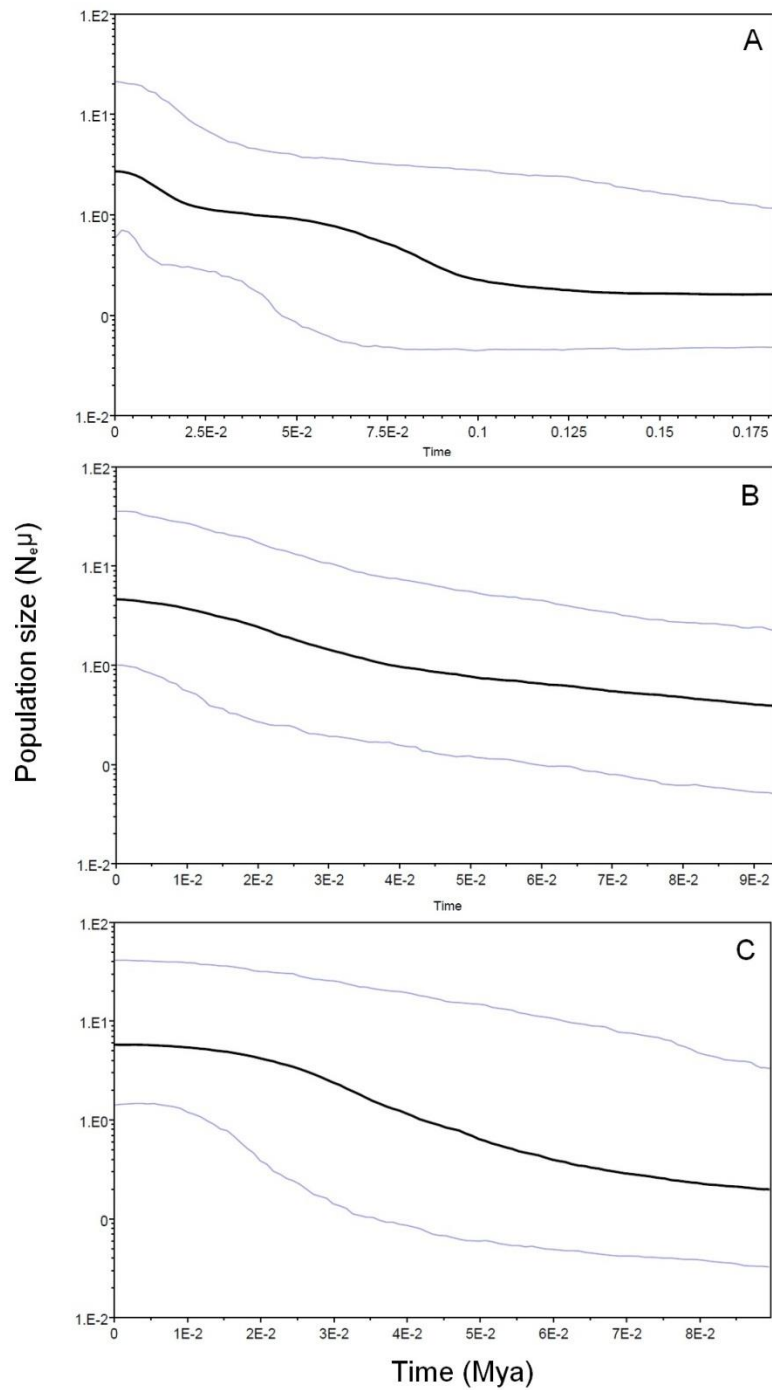 A
1.E2
1.E1
1.E0
0
1.E-2
0 2.5E-2 5E-2 7.5E-2 0.1 0.125 0.15 0.175
Time
B
1.E2
1.E1
1.E0
0
1.E-2
0 1E-2 2E-2 3E-2 4E-2 5E-2 6E-2 7E-2 8E-2 9E-2
Time
C
1.E2
1.E1
1.E0
0
1.E-2
0 1E-2 2E-2 3E-2 4E-2 5E-2 6E-2 7E-2 8E-2
Population size (Nₑμ)
Time (Mya)